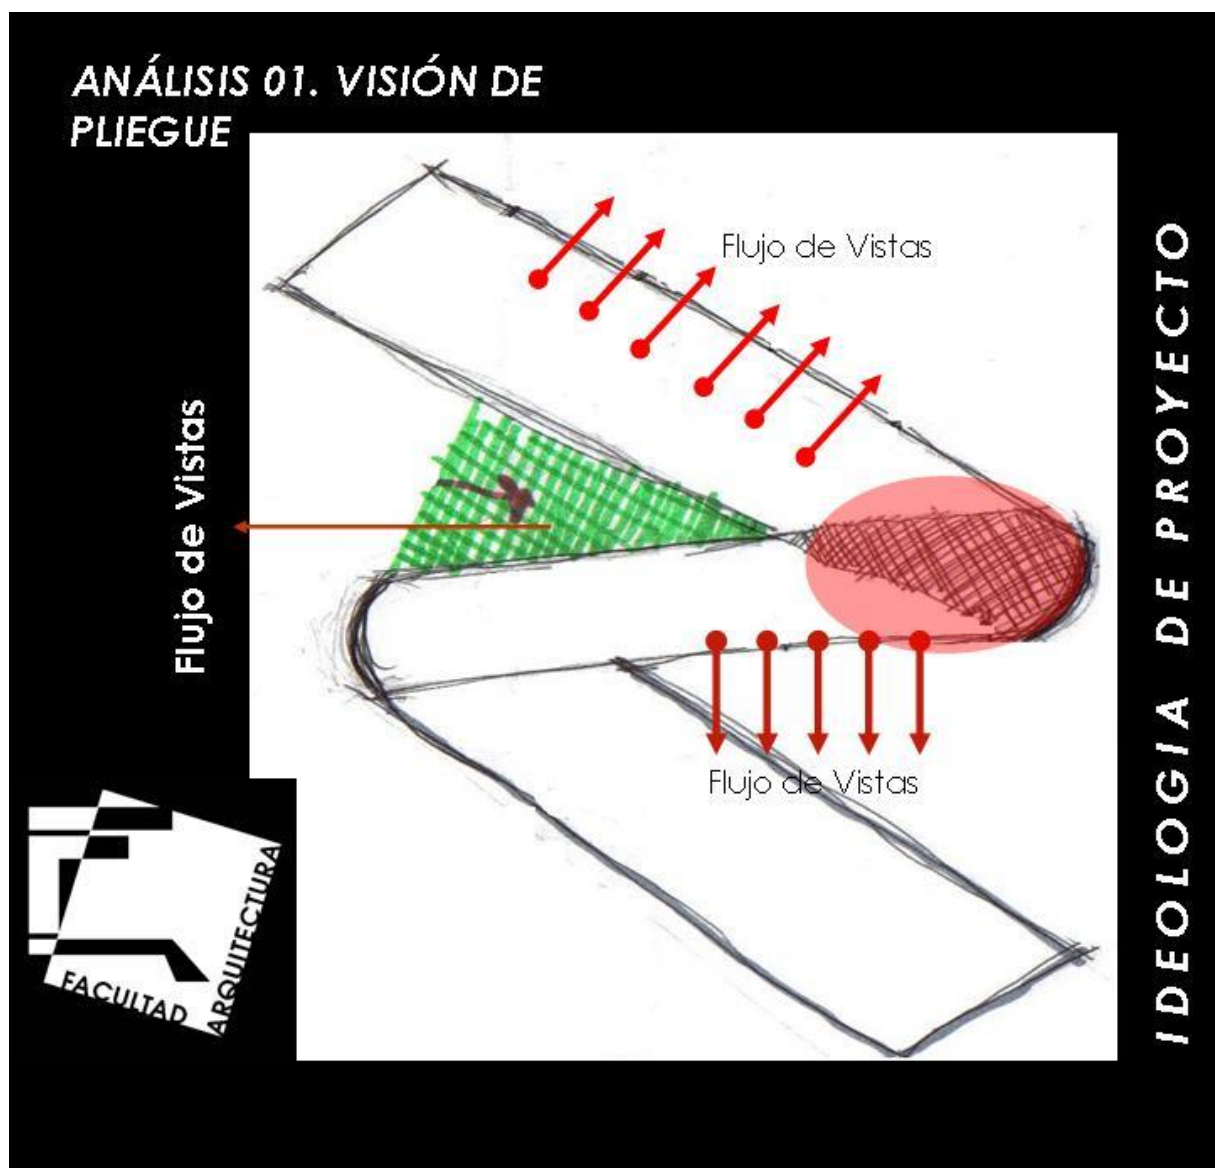 ANÁLISIS 01. VISIÓN DE
PLIEGUE
Flujo de Vistas
Flujo de Vistas
Flujo de Vistas
IDEOLOGIA DE PROYECTO
FACULTAD
ARQUITECTURA